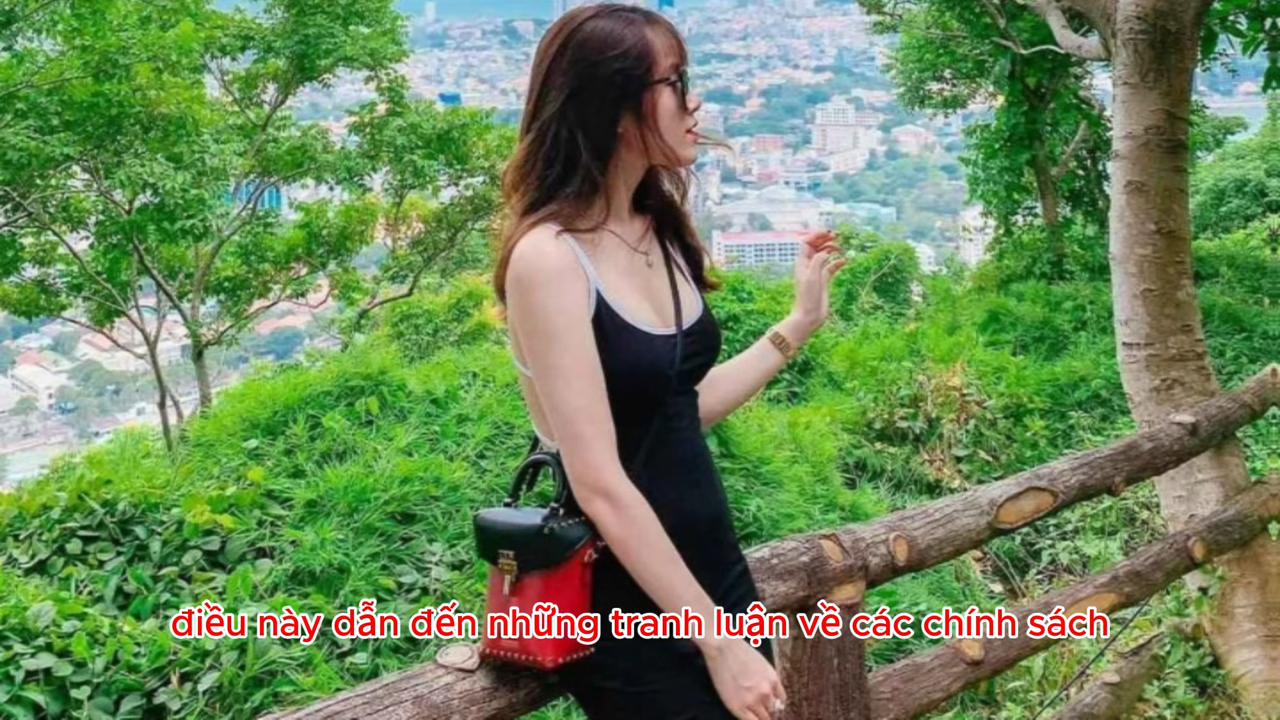 điều này dẫn đến những tranh luận về các chính sách